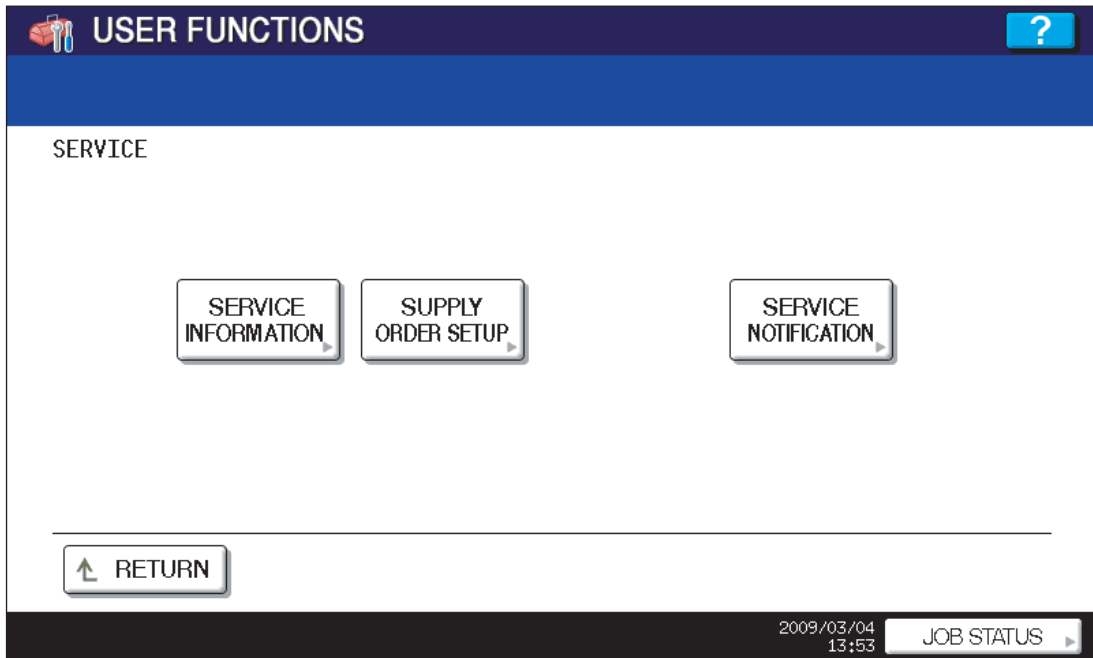 USER FUNCTIONS
?
SERVICE
SERVICE
INFORMATION
SUPPLY
ORDER SETUP
SERVICE
NOTIFICATION
RETURN
2009/03/04
13:53
JOB STATUS